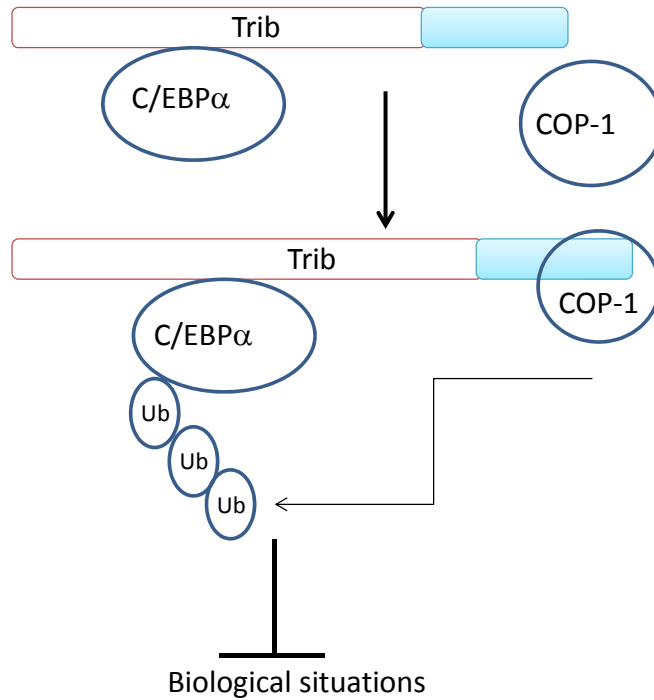 Trib
C/EBPα
COP-1
Trib
COP-1
C/EBPα
Ub
Ub
Ub
Biological situations